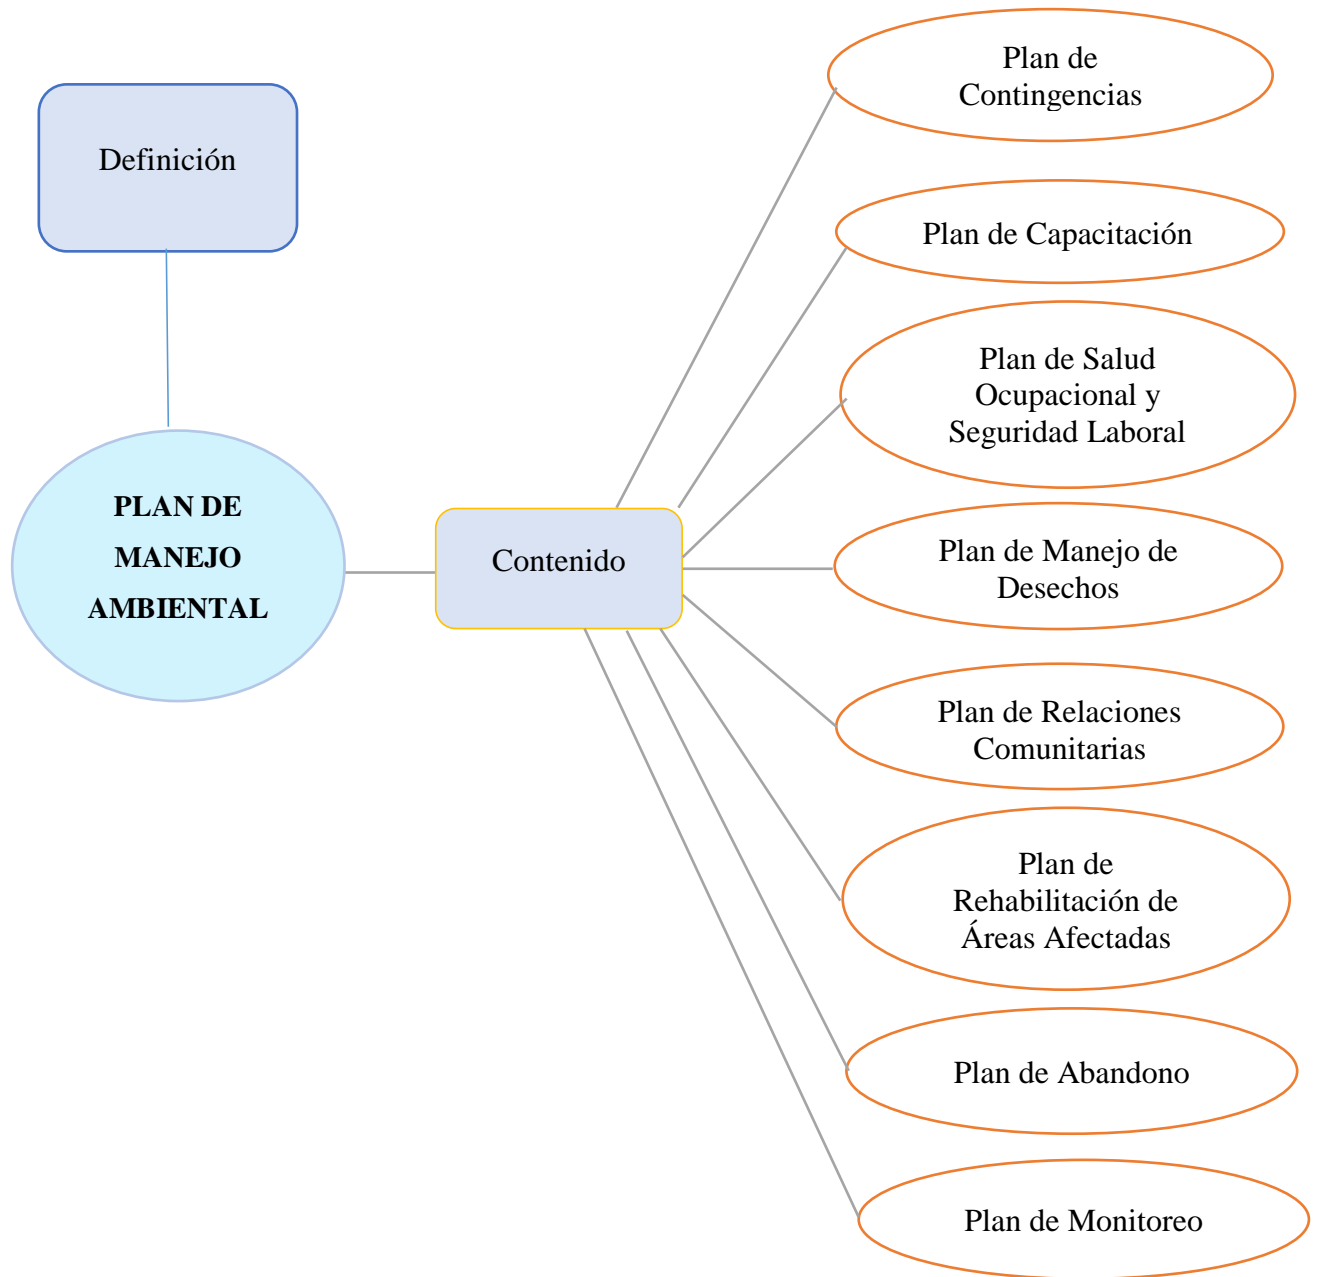 Definición
PLAN DE
MANEJO
AMBIENTAL
Contenido
Plan de
Contingencias
Plan de Capacitación
Plan de Salud
Ocupacional y
Seguridad Laboral
Plan de Manejo de
Desechos
Plan de Relaciones
Comunitarias
Plan de
Rehabilitación de
Áreas Afectadas
Plan de Abandono
Plan de Monitoreo